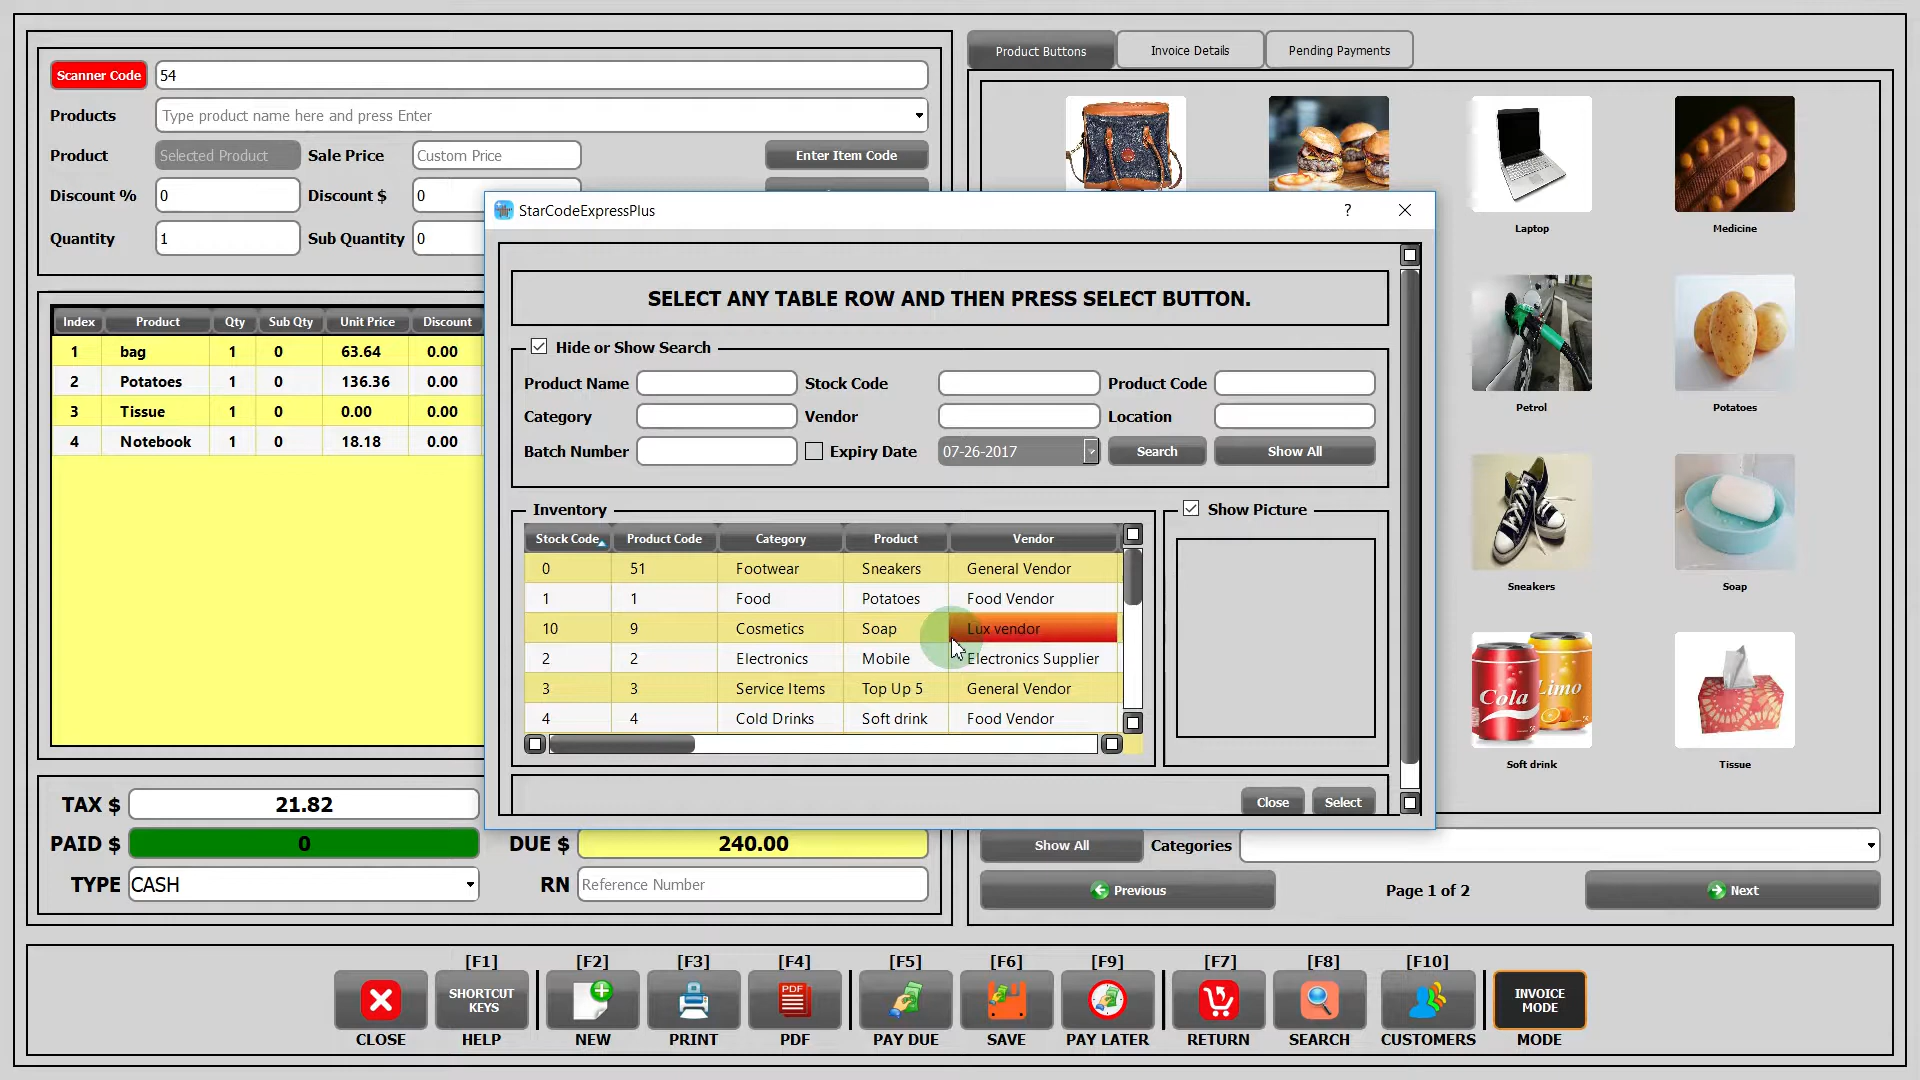 Scanner Code 54
Products Type product name here and press Enter
Product Selected Product Sale Price Custom Price Enter Item Code
Discount % 0 Discount $ 0
Quantity 1 Sub Quantity 0
Index Product Qty Sub Qty Unit Price Discount
1 bag 1 0 63.64 0.00
2 Potatoes 1 0 136.36 0.00
3 Tissue 1 0 0.00 0.00
4 Notebook 1 0 18.18 0.00
TAX $ 21.82
PAID $ 0 DUE $ 240.00
TYPE CASH RN Reference Number
StarCodeExpressPlus ?
SELECT ANY TABLE ROW AND THEN PRESS SELECT BUTTON.
Hide or Show Search
Product Name Stock Code Product Code
Category Vendor Location
Batch Number Expiry Date 07-26-2017 Search Show All
Inventory
Stock Code Product Code Category Product Vendor
0 51 Footwear Sneakers General Vendor
1 1 Food Potatoes Food Vendor
10 9 Cosmetics Soap Lux vendor
2 2 Electronics Mobile Electronics Supplier
3 3 Service Items Top Up 5 General Vendor
4 4 Cold Drinks Soft drink Food Vendor
Show Picture
Close Select
Product Buttons Invoice Details Pending Payments
Laptop Medicine
Petrol Potatoes
Sneakers Soap
Cola Limo
Soft drink Tissue
Show All Categories
Previous Page 1 of 2 Next
[F1] [F2] [F3] [F4] [F5] [F6] [F9] [F7] [F8] [F10]
SHORTCUT KEYS
PDF
INVOICE MODE
CLOSE HELP NEW PRINT PDF PAY DUE SAVE PAY LATER RETURN SEARCH CUSTOMERS MODE